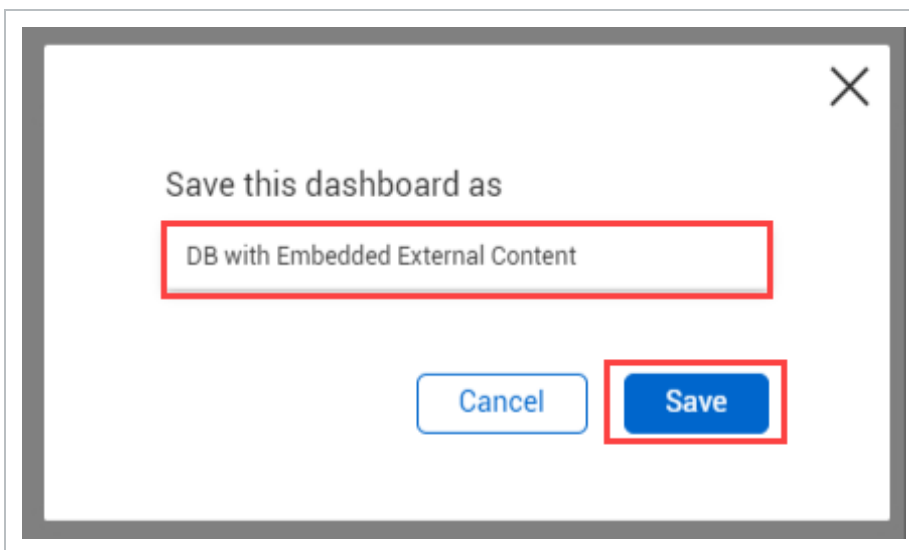 Save this dashboard as
DB with Embedded External Content
Cancel
Save